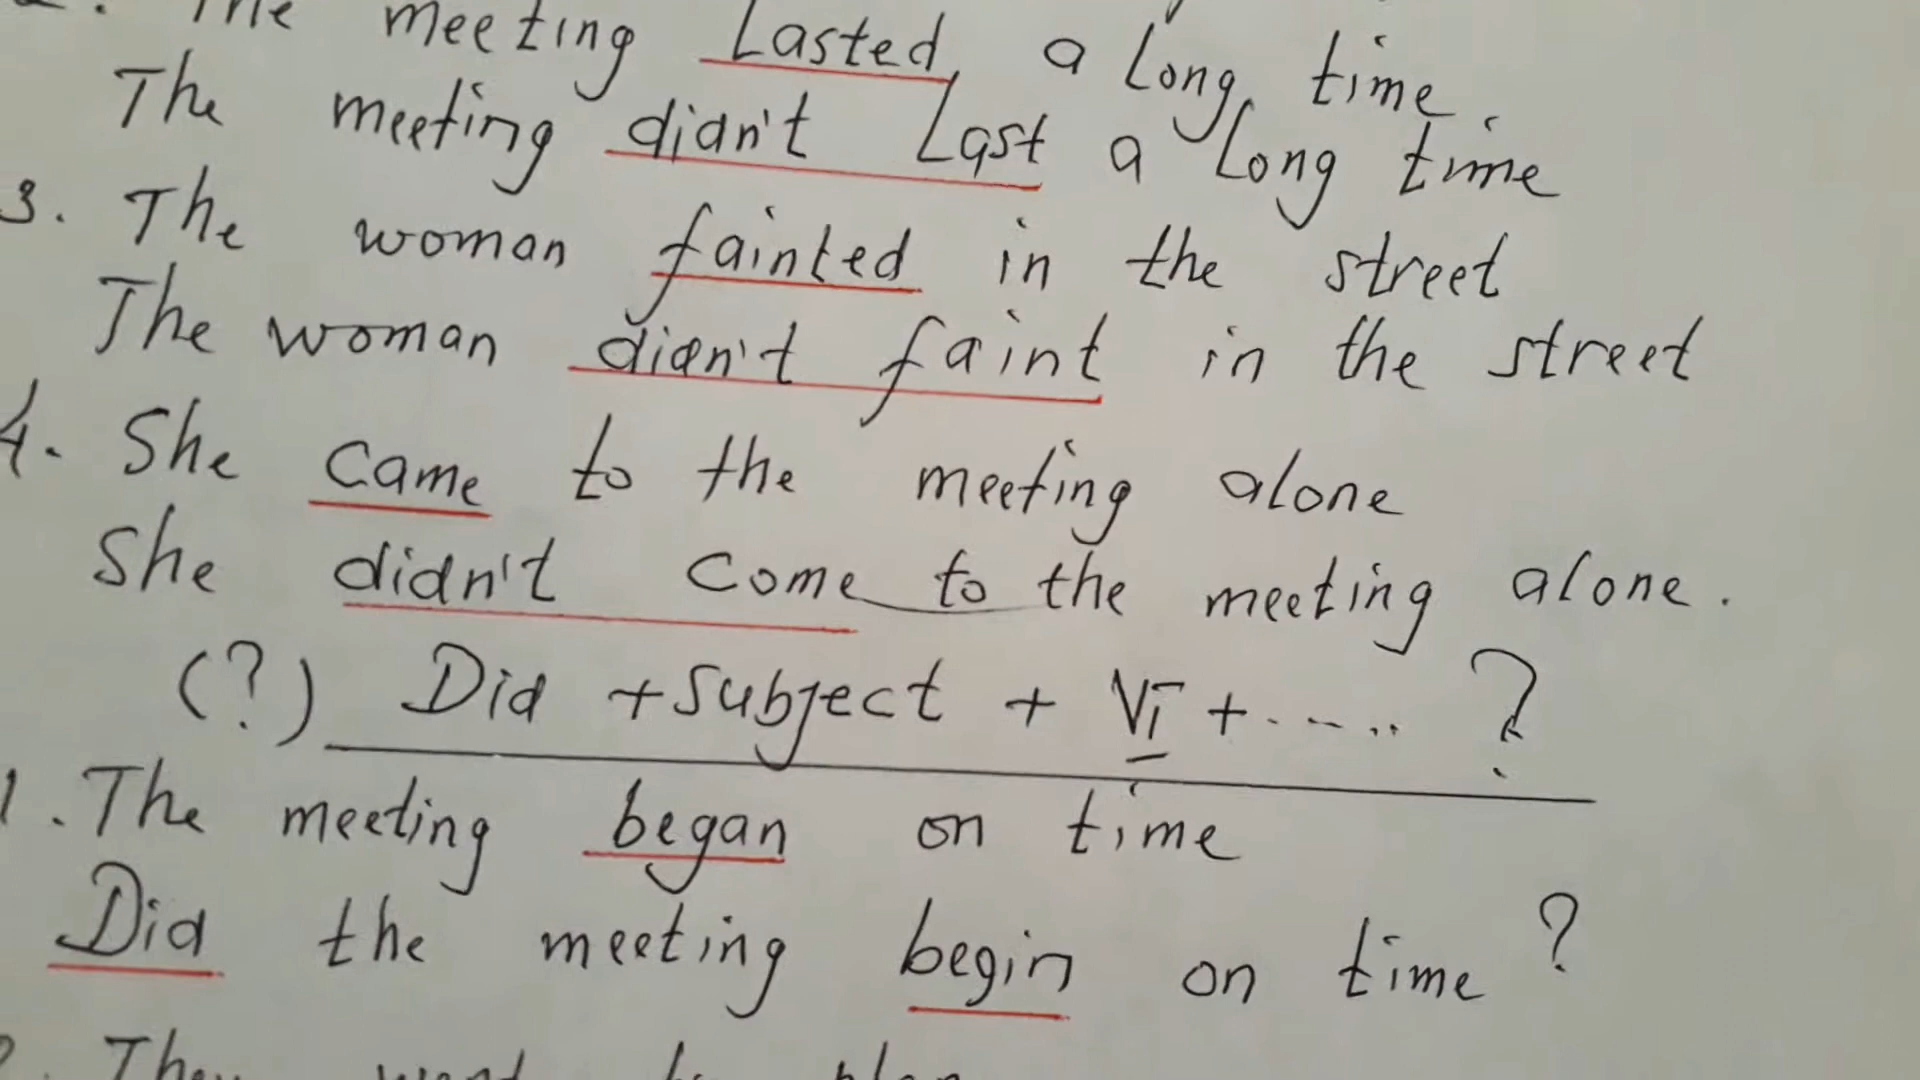 The meeting Lasted a long time.
The meeting didn't Last a long time
3. The woman fainted in the street
The woman didn't faint in the street
4. She came to the meeting alone
She didn't come to the meeting alone.
(?) Did + Subject + VI + ..... ?
1. The meeting began on time
Did the meeting begin on time ?